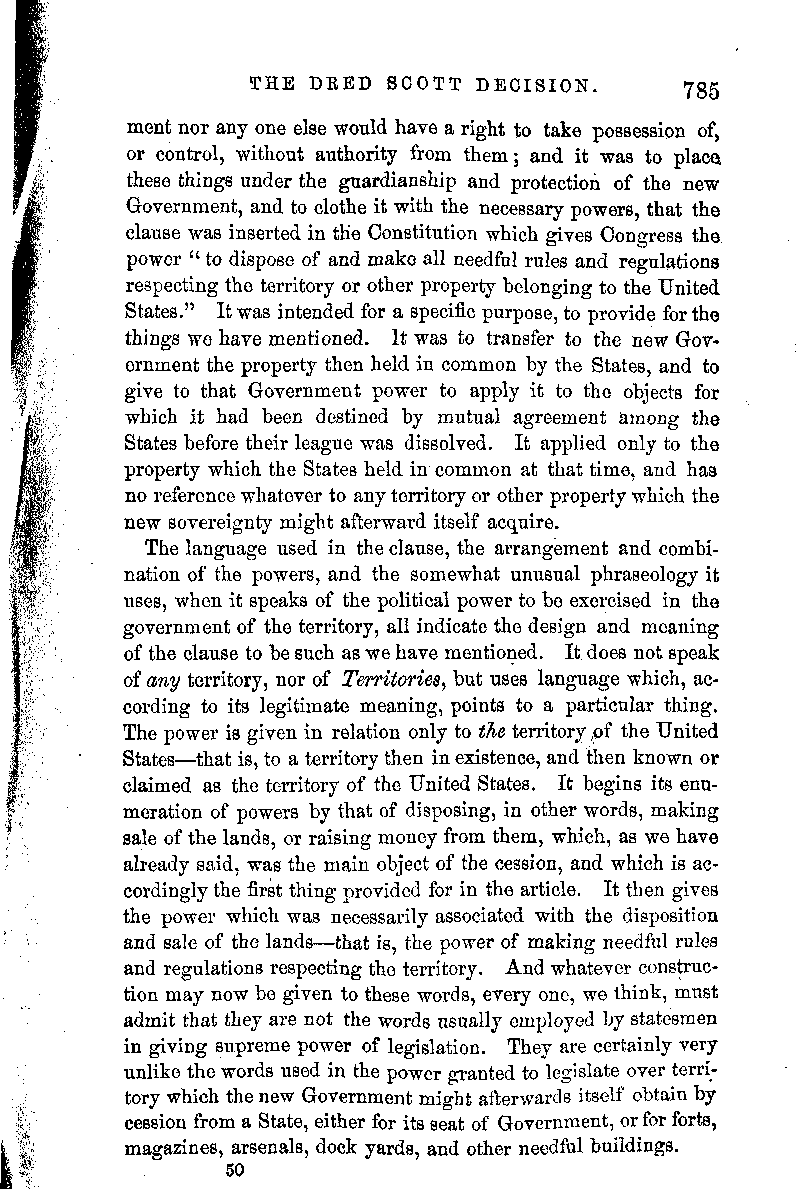 THE DRED SCOTT DECISION. 785
ment nor any one else would have a right to take possession of,
or control, without authority from them; and it was to place
these things under the guardianship and protection of the new
Government, and to clothe it with the necessary powers, that the
clause was inserted in the Constitution which gives Congress the
power “to dispose of and make all needful rules and regulations
respecting the territory or other property belonging to the United
States.” It was intended for a specific purpose, to provide for the
things we have mentioned. It was to transfer to the new Gov-
ernment the property then held in common by the States, and to
give to that Government power to apply it to the objects for
which it had been destined by mutual agreement among the
States before their league was dissolved. It applied only to the
property which the States held in common at that time, and has
no reference whatever to any territory or other property which the
new sovereignty might afterward itself acquire.
The language used in the clause, the arrangement and combi-
nation of the powers, and the somewhat unusual phraseology it
uses, when it speaks of the political power to be exercised in the
government of the territory, all indicate the design and meaning
of the clause to be such as we have mentioned. It does not speak
of any territory, nor of Territories, but uses language which, ac-
cording to its legitimate meaning, points to a particular thing.
The power is given in relation only to the territory of the United
States—that is, to a territory then in existence, and then known or
claimed as the territory of the United States. It begins its enu-
meration of powers by that of disposing, in other words, making
sale of the lands, or raising money from them, which, as we have
already said, was the main object of the cession, and which is ac-
cordingly the first thing provided for in the article. It then gives
the power which was necessarily associated with the disposition
and sale of the lands—that is, the power of making needful rules
and regulations respecting the territory. And whatever construc-
tion may now be given to these words, every one, we think, must
admit that they are not the words usually employed by statesmen
in giving supreme power of legislation. They are certainly very
unlike the words used in the power granted to legislate over terri-
tory which the new Government might afterwards itself obtain by
cession from a State, either for its seat of Government, or for forts,
magazines, arsenals, dock yards, and other needful buildings.
50